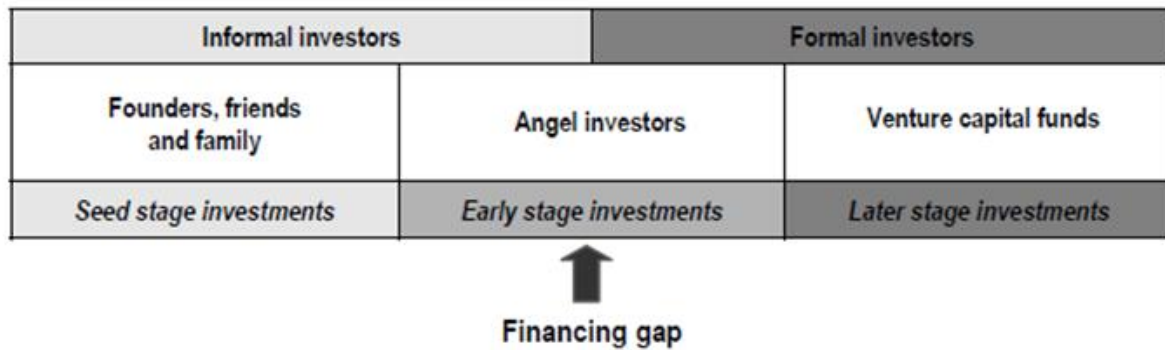 Informal investors
Formal investors
Founders, friends
and family
Angel investors
Venture capital funds
Seed stage investments
Early stage investments
Later stage investments
Financing gap